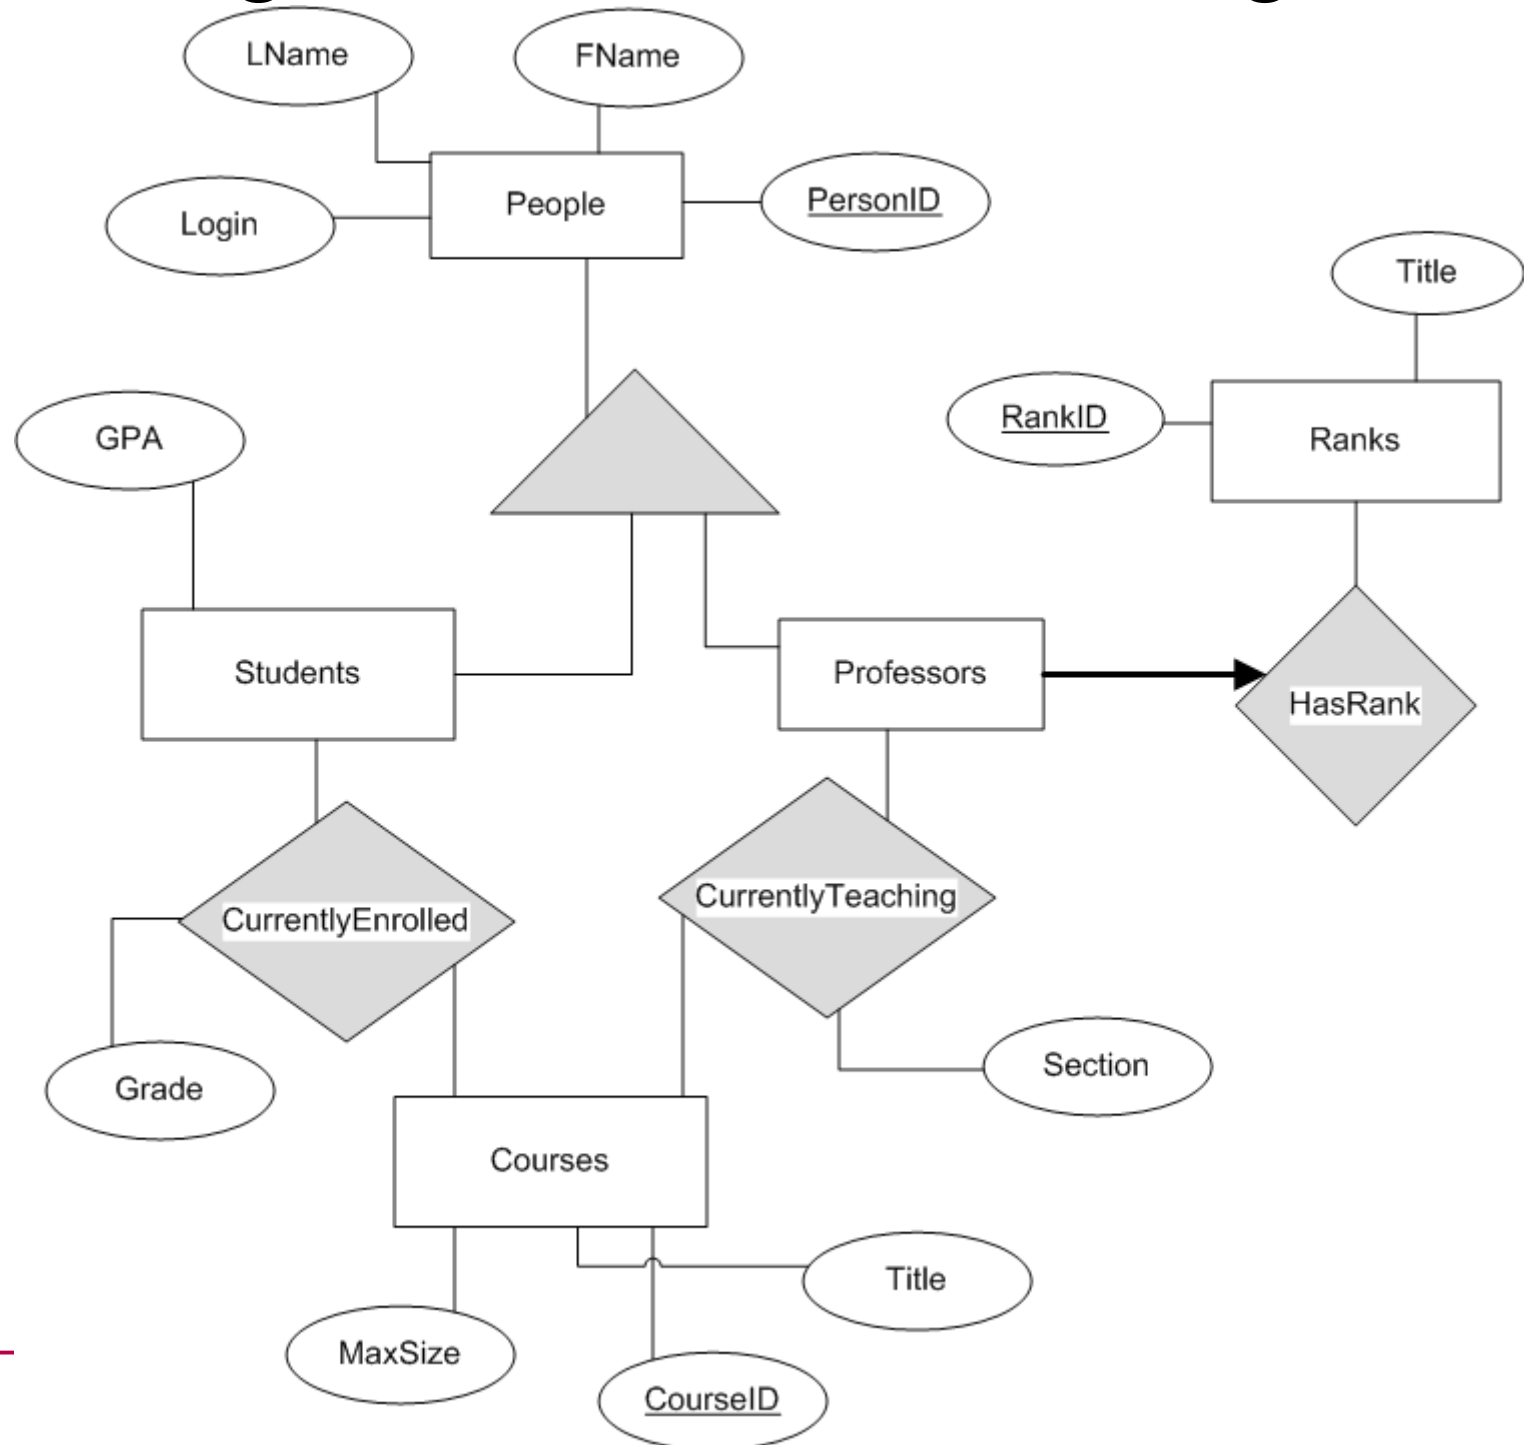 LName
FName
People
PersonID
Login
Title
RankID
Ranks
GPA
Students
Professors
HasRank
CurrentlyEnrolled
CurrentlyTeaching
Grade
Section
Courses
Title
MaxSize
CourseID